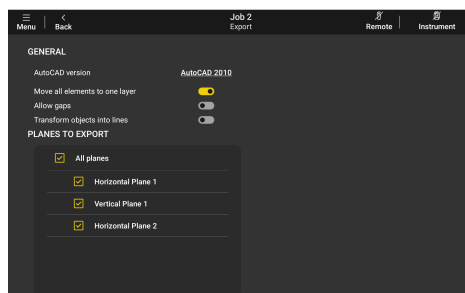 Menu
Back
Job 2
Export
Remote
Instrument
GENERAL
AutoCAD version AutoCAD 2010
Move all elements to one layer
Allow gaps
Transform objects into lines
PLANES TO EXPORT
All planes
Horizontal Plane 1
Vertical Plane 1
Horizontal Plane 2